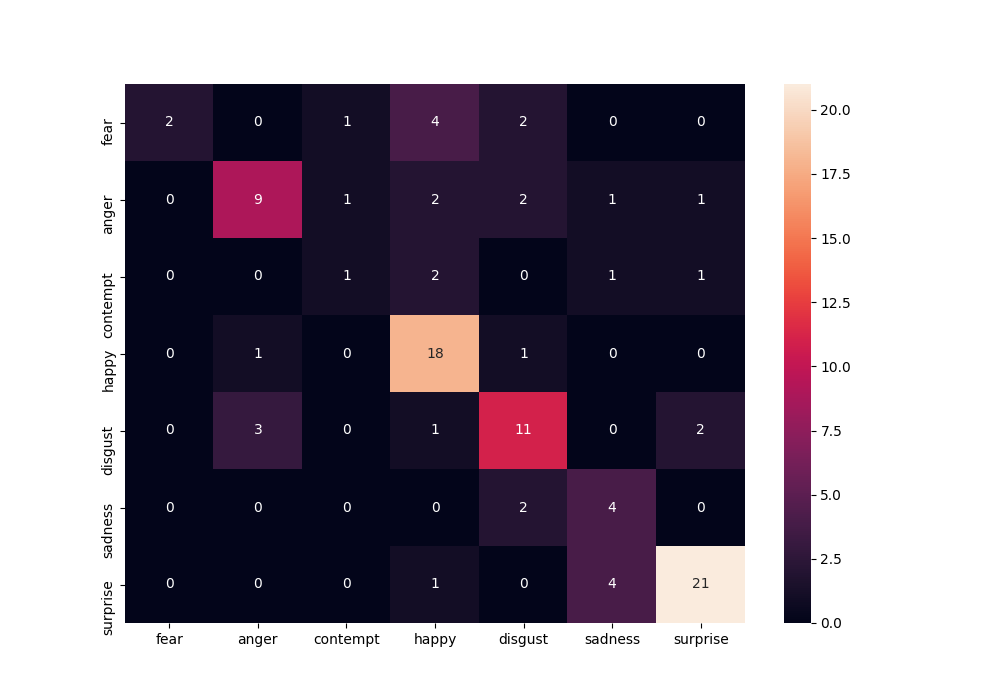 fear 2 0 1 4 2 0 0
anger 0 9 1 2 2 1 1
contempt 0 0 1 2 0 1 1
happy 0 1 0 18 1 0 0
disgust 0 3 0 1 11 0 2
sadness 0 0 0 0 2 4 0
surprise 0 0 0 1 0 4 21
fear anger contempt happy disgust sadness surprise
20.0
17.5
15.0
12.5
10.0
7.5
5.0
2.5
0.0